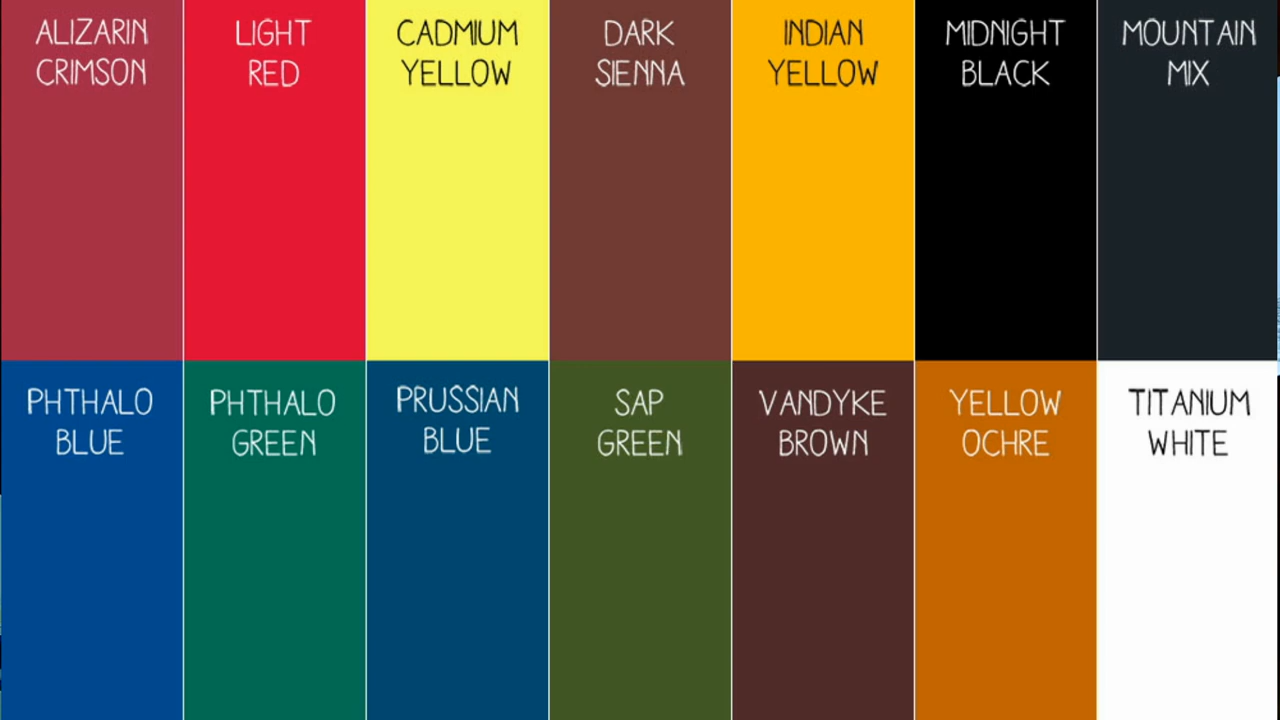 ALIZARIN
CRIMSON
LIGHT
RED
CADMIUM
YELLOW
DARK
SIENNA
INDIAN
YELLOW
MIDNIGHT
BLACK
MOUNTAIN
MIX
PHTHALO
BLUE
PHTHALO
GREEN
PRUSSIAN
BLUE
SAP
GREEN
VANDYKE
BROWN
YELLOW
OCHRE
TITANIUM
WHITE